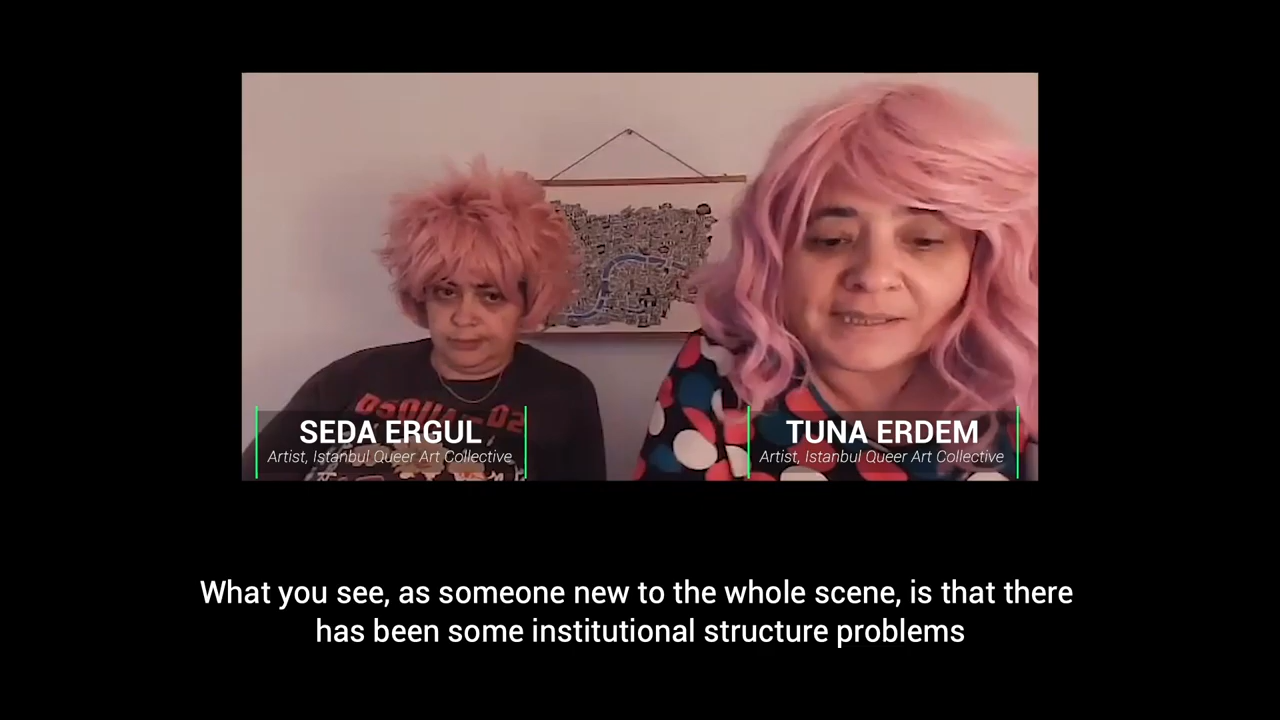 DSQUA
SEDA ERGUL
Artist, Istanbul Queer Art Collective
TUNA ERDEM
Artist, Istanbul Queer Art Collective
What you see, as someone new to the whole scene, is that there
has been some institutional structure problems